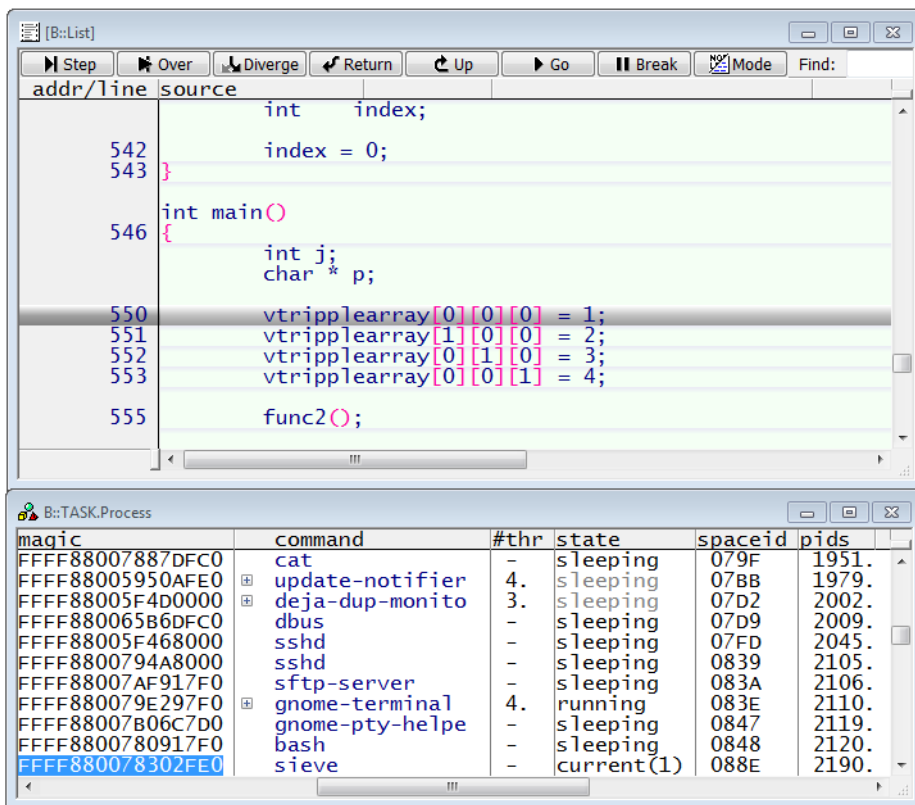 [B::List]
Step Over Diverge Return Up Go Break Mode Find:
addr/line source
int index;
542 index = 0;
543 }
int main()
546 {
int j;
char * p;
550 vtripplearray[0][0][0] = 1;
551 vtripplearray[1][0][0] = 2;
552 vtripplearray[0][1][0] = 3;
553 vtripplearray[0][0][1] = 4;
555 func2();
B::TASK.Process
magic command #thr state spaceid pids
FFFF88007887DFC0 cat - sleeping 079F 1951.
FFFF88005950AFE0 update-notifier 4. sleeping 07BB 1979.
FFFF88005F4D0000 deja-dup-monito 3. sleeping 07D2 2002.
FFFF880065B6DFC0 dbus - sleeping 07D9 2009.
FFFF88005F468000 sshd - sleeping 07FD 2045.
FFFF8800794A8000 sshd - sleeping 0839 2105.
FFFF88007AF917F0 sftp-server - sleeping 083A 2106.
FFFF880079E297F0 gnome-terminal 4. running 083E 2110.
FFFF88007B06C7D0 gnome-pty-helpe - sleeping 0847 2119.
FFFF8800780917F0 bash - sleeping 0848 2120.
FFFF880078302FE0 sieve - current(1) 088E 2190.